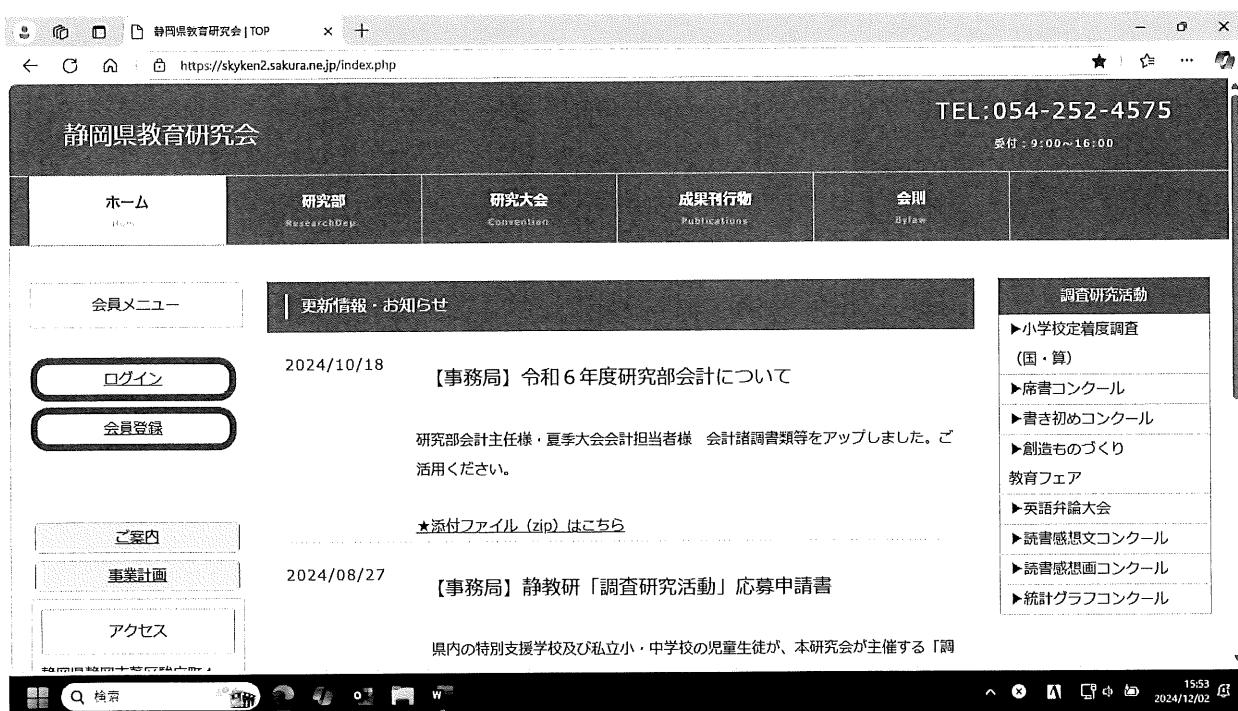 静岡県教育研究会 | TOP
https://skyken2.sakura.ne.jp/index.php
静岡県教育研究会
TEL:054-252-4575
受付：9:00～16:00
ホーム
Home
研究部
ResearchDep
研究大会
Convention
成果刊行物
Publications
会則
Bylaw
会員メニュー
ログイン
会員登録
ご案内
事業計画
アクセス
更新情報・お知らせ
2024/10/18
【事務局】令和６年度研究部会計について
研究部会計主任様・夏季大会会計担当者様　会計諸調書類等をアップしました。ご
活用ください。
★添付ファイル（zip）はこちら
2024/08/27
【事務局】静教研「調査研究活動」応募申請書
県内の特別支援学校及び私立小・中学校の児童生徒が、本研究会が主催する「調
調査研究活動
▶小学校定着度調査
（国・算）
▶席書コンクール
▶書き初めコンクール
▶創造ものづくり
教育フェア
▶英語弁論大会
▶読書感想文コンクール
▶読書感想画コンクール
▶統計グラフコンクール
検索
15:53
2024/12/02